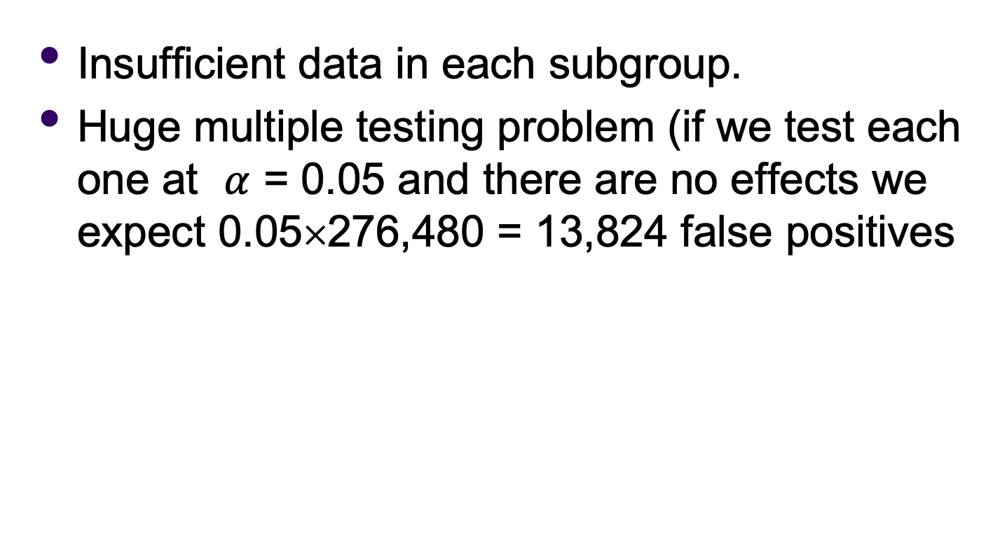 • Insufficient data in each subgroup.
• Huge multiple testing problem (if we test each
one at 𝛼 = 0.05 and there are no effects we
expect 0.05×276,480 = 13,824 false positives